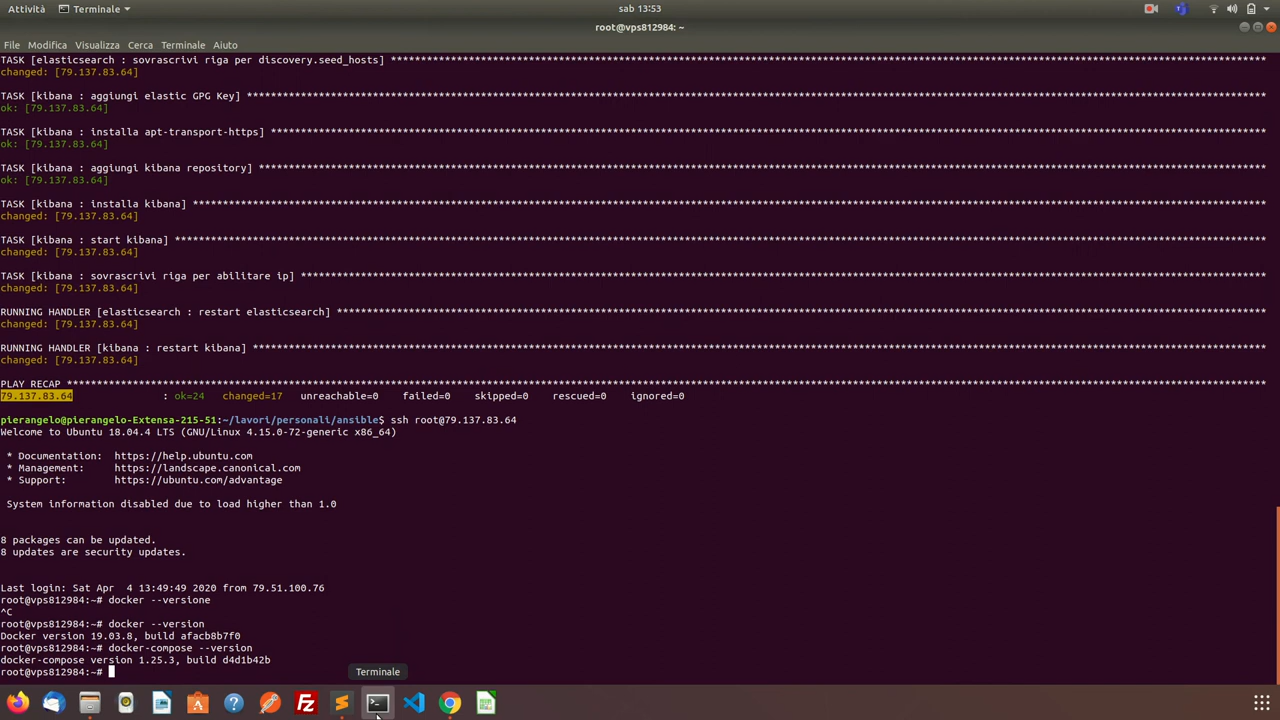 Attività Terminale sab 13:53
root@vps812984: ~
File Modifica Visualizza Cerca Terminale Aiuto
TASK [elasticsearch : sovrascrivi riga per discovery.seed_hosts] ****************************************************************************************************************************************************
changed: [79.137.83.64]
TASK [kibana : aggiungi elastic GPG Key] ****************************************************************************************************************************************************************************
ok: [79.137.83.64]
TASK [kibana : installa apt-transport-https] ************************************************************************************************************************************************************************
ok: [79.137.83.64]
TASK [kibana : aggiungi kibana repository] **************************************************************************************************************************************************************************
ok: [79.137.83.64]
TASK [kibana : installa kibana] *************************************************************************************************************************************************************************************
changed: [79.137.83.64]
TASK [kibana : start kibana] ****************************************************************************************************************************************************************************************
changed: [79.137.83.64]
TASK [kibana : sovrascrivi riga per abilitare ip] *******************************************************************************************************************************************************************
changed: [79.137.83.64]
RUNNING HANDLER [elasticsearch : restart elasticsearch] *************************************************************************************************************************************************************
changed: [79.137.83.64]
RUNNING HANDLER [kibana : restart kibana] ***************************************************************************************************************************************************************************
changed: [79.137.83.64]
PLAY RECAP **********************************************************************************************************************************************************************************************************
79.137.83.64 : ok=24 changed=17 unreachable=0 failed=0 skipped=0 rescued=0 ignored=0
pierangelo@pierangelo-Extensa-215-51:~/lavori/personali/ansible$ ssh root@79.137.83.64
Welcome to Ubuntu 18.04.4 LTS (GNU/Linux 4.15.0-72-generic x86_64)
* Documentation: https://help.ubuntu.com
* Management: https://landscape.canonical.com
* Support: https://ubuntu.com/advantage
System information disabled due to load higher than 1.0
8 packages can be updated.
8 updates are security updates.
Last login: Sat Apr 4 13:49:49 2020 from 79.51.100.76
root@vps812984:~# docker --versione
^C
root@vps812984:~# docker --version
Docker version 19.03.8, build afacb8b7f0
root@vps812984:~# docker-compose --version
docker-compose version 1.25.3, build d4d1b42b
root@vps812984:~#
Terminale